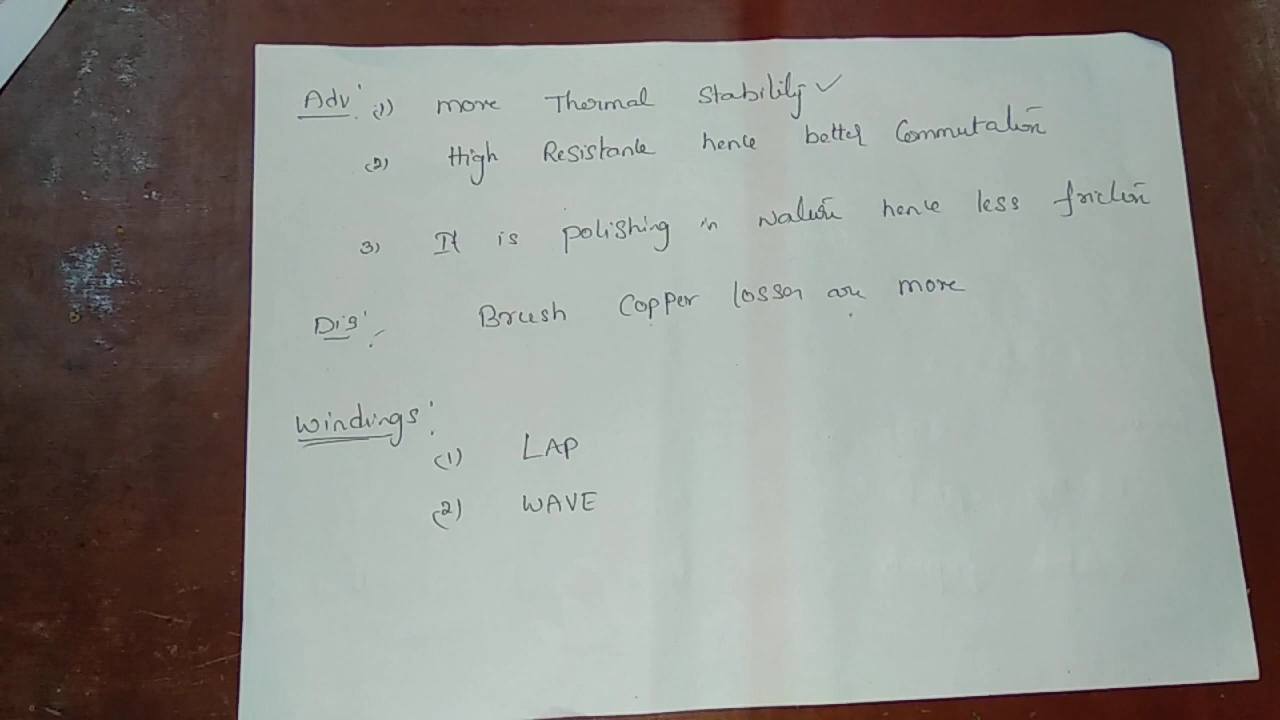 Adv: (1) more Thermal Stability ✓
(2) High Resistance hence better Commutation
3) It is polishing in nature hence less friction
Dis: Brush Copper losses are more
Windings:
(1) LAP
(2) WAVE